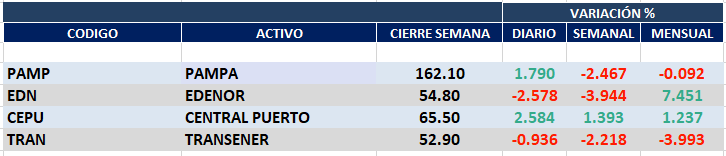 VARIACIÓN %
CODIGO ACTIVO CIERRE SEMANA DIARIO SEMANAL MENSUAL
PAMP PAMPA 162.10 1.790 -2.467 -0.092
EDN EDENOR 54.80 -2.578 -3.944 7.451
CEPU CENTRAL PUERTO 65.50 2.584 1.393 1.237
TRAN TRANSENER 52.90 -0.936 -2.218 -3.993